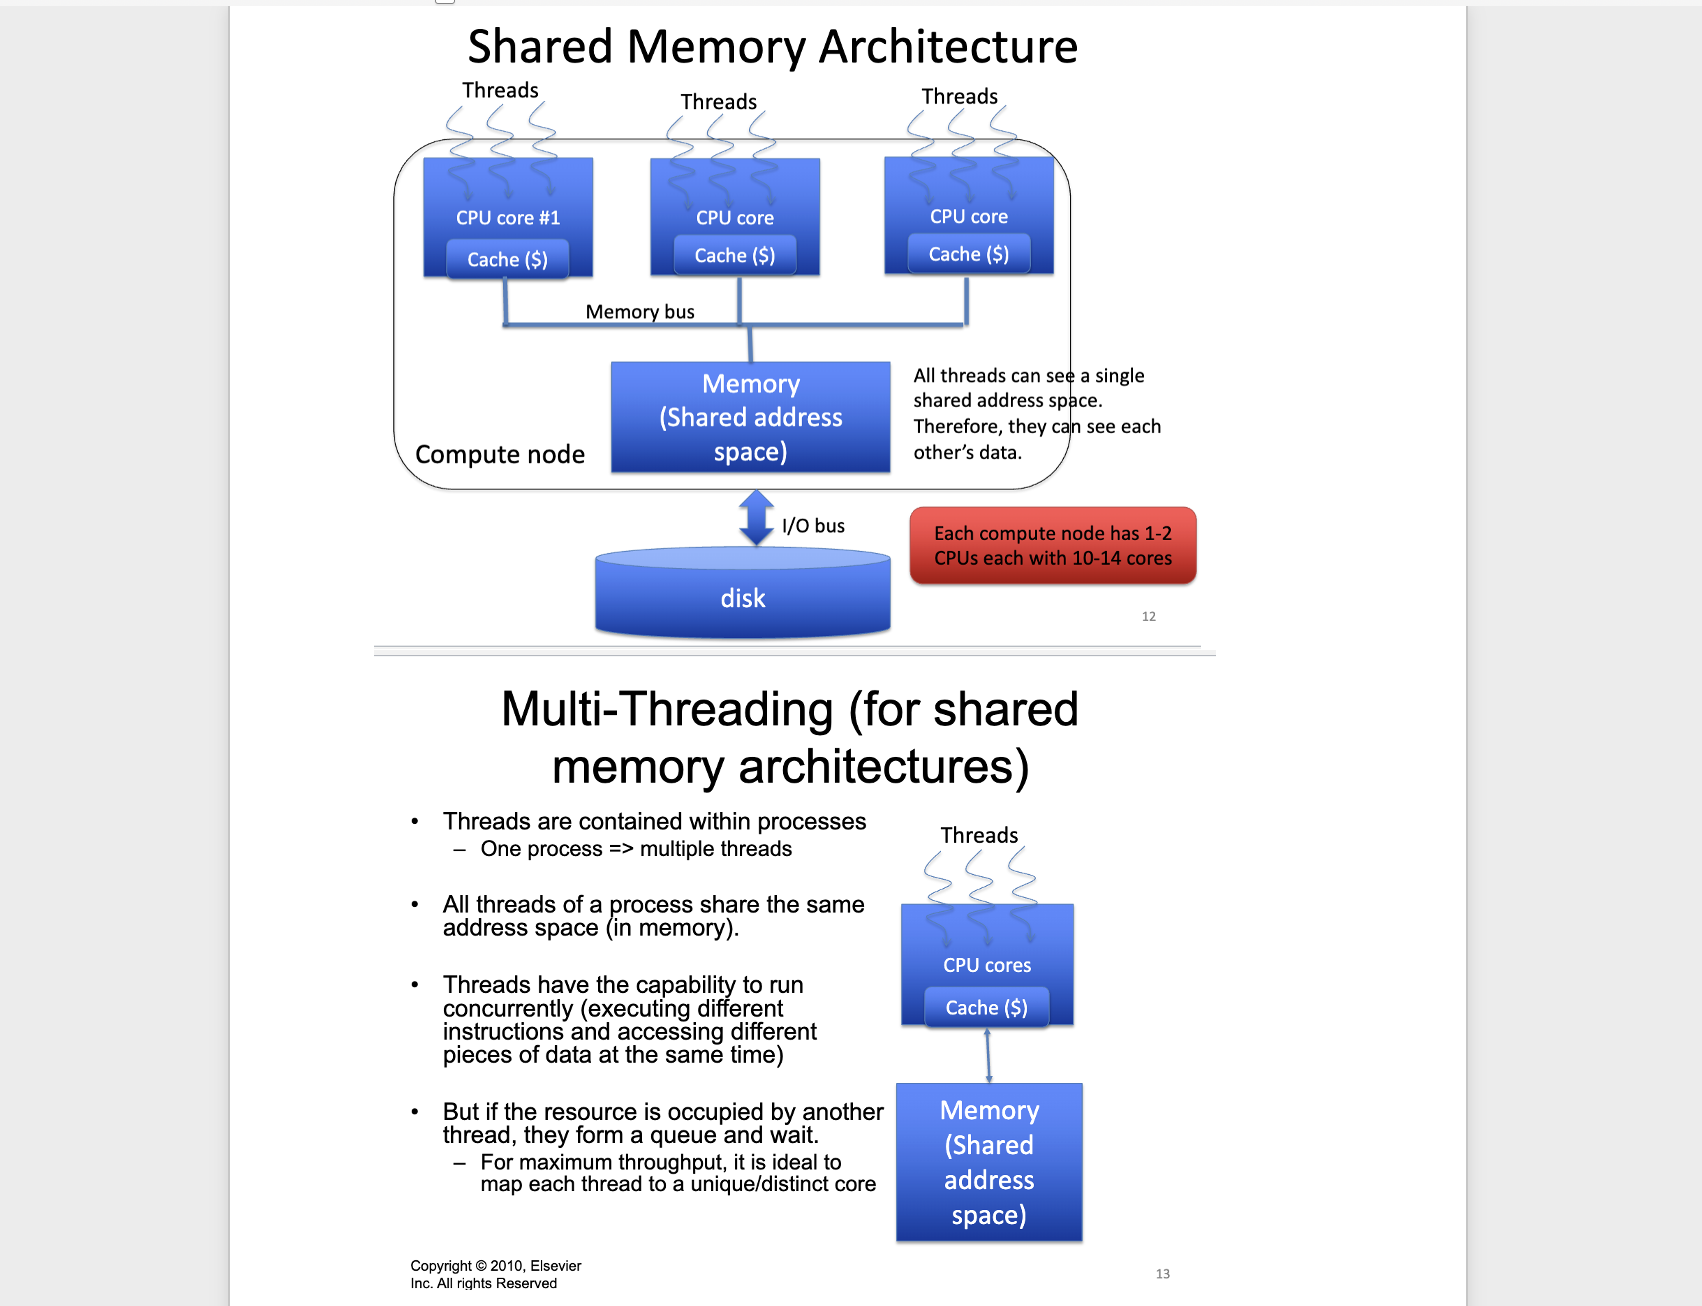 Shared Memory Architecture
Threads
Threads
Threads
CPU core #1
CPU core
CPU core
Cache ($)
Cache ($)
Cache ($)
Memory bus
Memory
(Shared address
space)
All threads can see a single
shared address space.
Therefore, they can see each
other's data.
Compute node
I/O bus
Each compute node has 1-2
CPUs each with 10-14 cores
disk
12
Multi-Threading (for shared
memory architectures)
• Threads are contained within processes
– One process => multiple threads
• All threads of a process share the same
address space (in memory).
• Threads have the capability to run
concurrently (executing different
instructions and accessing different
pieces of data at the same time)
• But if the resource is occupied by another
thread, they form a queue and wait.
– For maximum throughput, it is ideal to
map each thread to a unique/distinct core
Threads
CPU cores
Cache ($)
Memory
(Shared
address
space)
Copyright © 2010, Elsevier
Inc. All rights Reserved
13